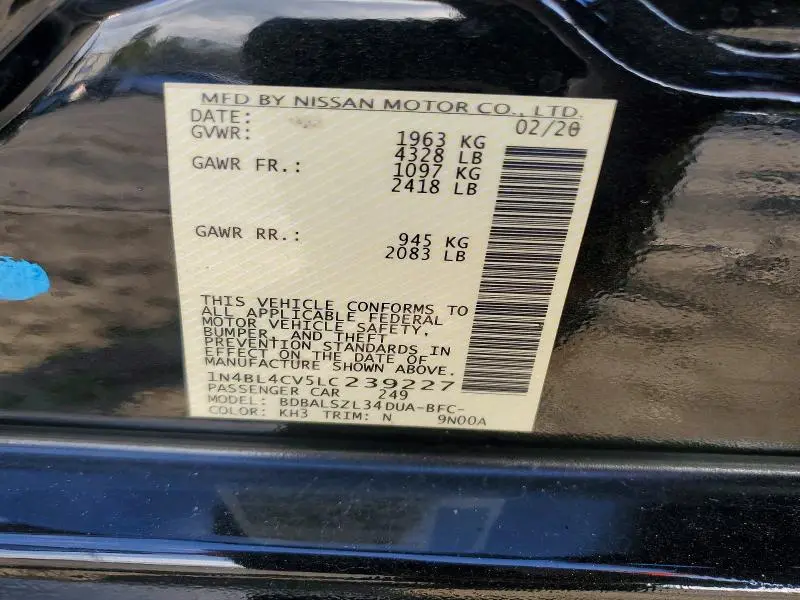 MFD BY NISSAN MOTOR CO., LTD.
DATE: 02/20
GVWR: 1963 KG
4328 LB
GAWR FR.: 1097 KG
2418 LB
GAWR RR.: 945 KG
2083 LB
THIS VEHICLE CONFORMS TO
ALL APPLICABLE FEDERAL
MOTOR VEHICLE SAFETY,
BUMPER, AND THEFT
PREVENTION STANDARDS IN
EFFECT ON THE DATE OF
MANUFACTURE SHOWN ABOVE.
1N4BL4CV5LC239227
PASSENGER CAR 249
MODEL: BDBALSZL34DUA-BFC-
COLOR: KH3 TRIM: N 9N00A